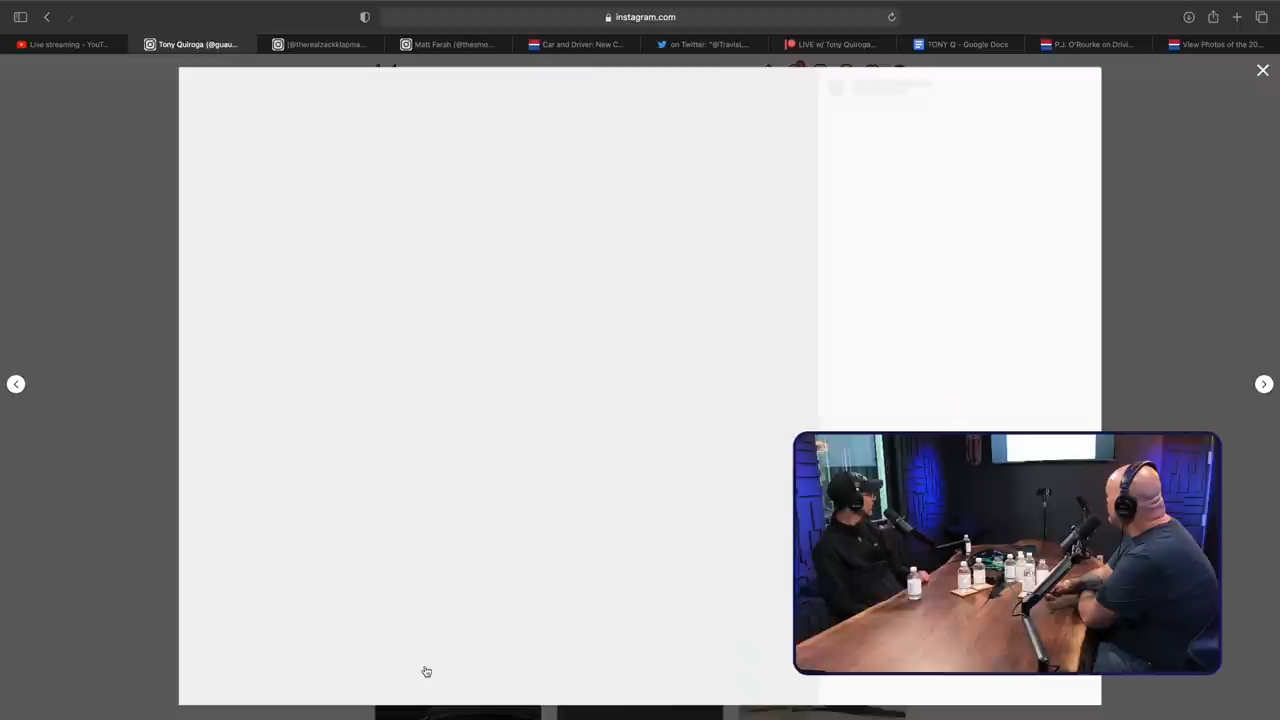 instagram.com
Live streaming - YouT...
Tony Quiroga (@guau...
(@therealzackklapma...
Matt Farah (@thesmo...
Car and Driver: New C...
on Twitter: "@TravisL...
LIVE w/ Tony Quiroga...
TONY Q - Google Docs
P.J. O'Rourke on Drivi...
View Photos of the 20...